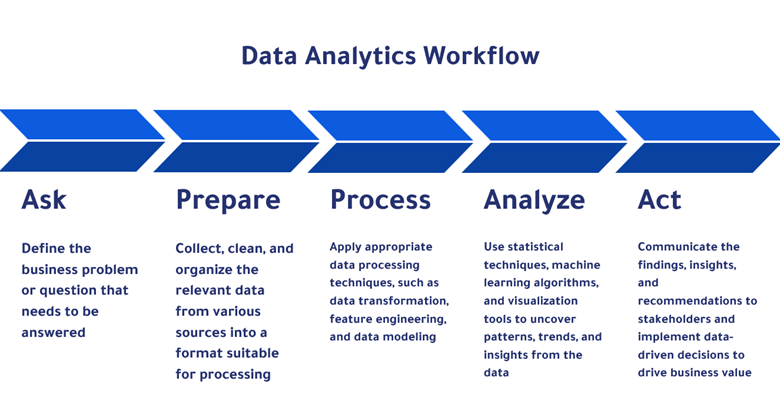 Data Analytics Workflow
Ask
Define the
business problem
or question that
needs to be
answered
Prepare
Collect, clean, and
organize the
relevant data
from various
sources into a
format suitable
for processing
Process
Apply appropriate
data processing
techniques, such as
data transformation,
feature engineering,
and data modeling
Analyze
Use statistical
techniques, machine
learning algorithms,
and visualization
tools to uncover
patterns, trends, and
insights from the
data
Act
Communicate the
findings, insights,
and
recommendations to
stakeholders and
implement data-
driven decisions to
drive business value